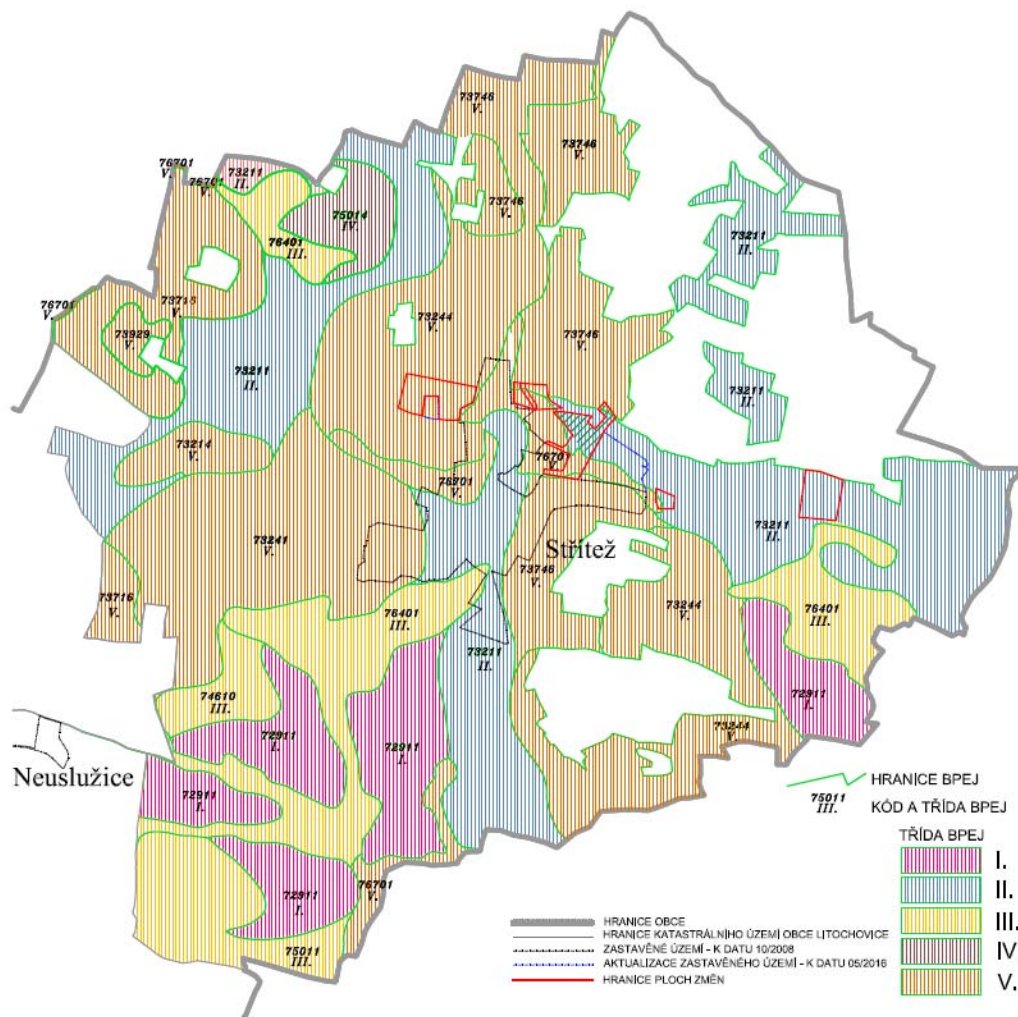 73746
V.
73746
V.
76701
V.
76701
V.
73211
II.
73746
V.
75014
IV.
76401
III.
73211
II.
76701
V.
73716
V.
73244
V.
73929
V.
73746
V.
73211
II.
73211
II.
73214
V.
76701
V.
76701
V.
73211
II.
73241
V.
Střítež
73746
V.
73716
V.
76401
III.
73244
V.
76401
III.
73211
II.
74610
III.
72911
I.
72911
I.
72911
I.
73244
V.
Neuslužice
72911
I.
72911
I.
76701
V.
75011
III.
HRANICE BPEJ
75011
III.
KÓD A TŘÍDA BPEJ
TŘÍDA BPEJ
I.
II.
III.
IV
V.
HRANICE OBCE
HRANICE KATASTRÁLNÍHO ÚZEMÍ OBCE LITOCHOVICE
ZASTAVĚNÉ ÚZEMÍ - K DATU 10/2008
AKTUALIZACE ZASTAVĚNÉHO ÚZEMÍ - K DATU 05/2016
HRANICE PLOCH ZMĚN